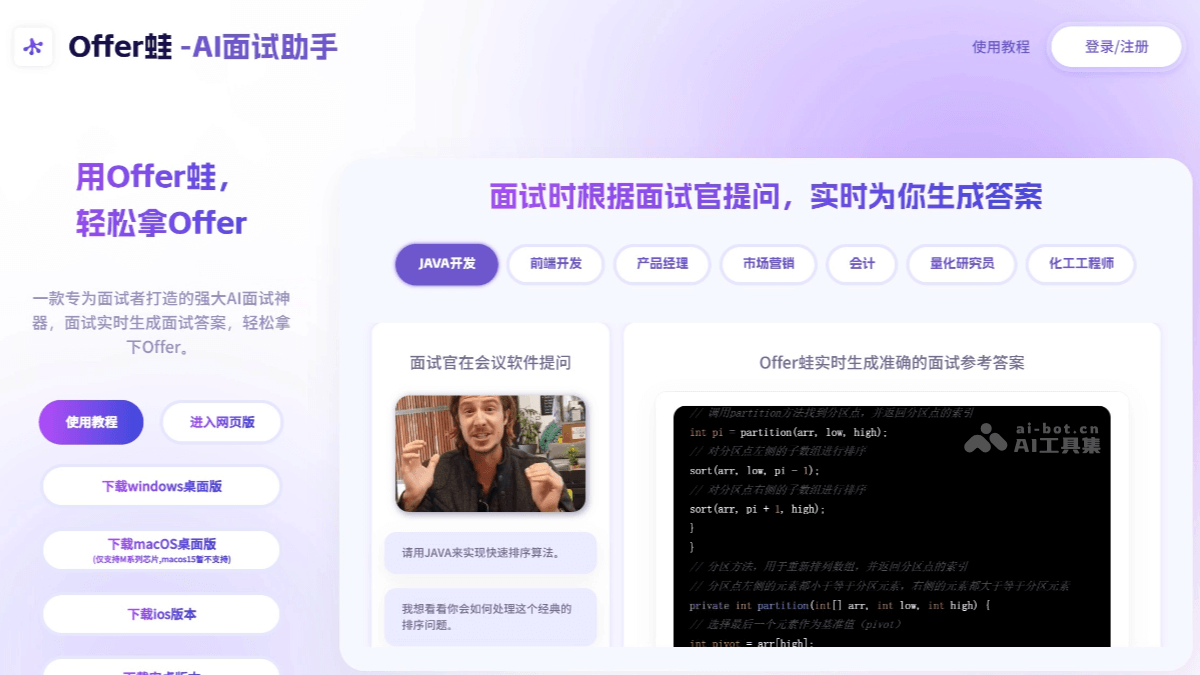 Offer蛙 -AI面试助手
使用教程
登录/注册
用Offer蛙，
轻松拿Offer
一款专为面试者打造的强大AI面试神
器，面试实时生成面试答案，轻松拿
下Offer。
使用教程
进入网页版
下载windows桌面版
下载macOS桌面版
(仅支持M系列芯片,macos15暂不支持)
下载ios版本
下载安卓版本
面试时根据面试官提问，实时为你生成答案
JAVA开发
前端开发
产品经理
市场营销
会计
量化研究员
化工工程师
面试官在会议软件提问
请用JAVA来实现快速排序算法。
我想看看你会如何处理这个经典的
排序问题。
Offer蛙实时生成准确的面试参考答案
// 调用partition方法找到分区点，并返回分区点的索引
int pi = partition(arr, low, high);
// 对分区点左侧的子数组进行排序
sort(arr, low, pi - 1);
// 对分区点右侧的子数组进行排序
sort(arr, pi + 1, high);
}
}
// 分区方法，用于重新排列数组，并返回分区点的索引
// 分区点左侧的元素都小于等于分区元素，右侧的元素都大于等于分区元素
private int partition(int[] arr, int low, int high) {
// 选择最后一个元素作为基准值（pivot）
int pivot = arr[high];
ai-bot.cn
AI工具集